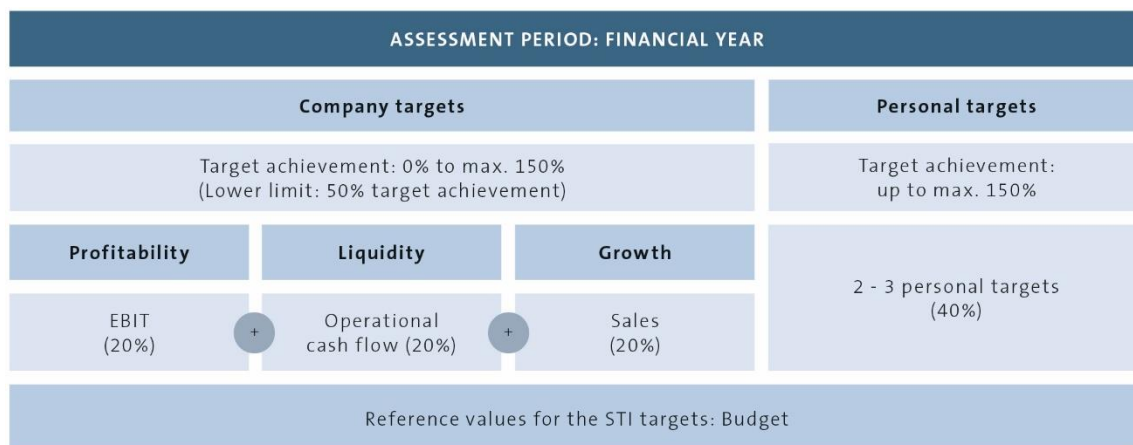 ASSESSMENT PERIOD: FINANCIAL YEAR
Company targets
Personal targets
Target achievement: 0% to max. 150%
(Lower limit: 50% target achievement)
Target achievement:
up to max. 150%
Profitability
Liquidity
Growth
2 - 3 personal targets
(40%)
EBIT
(20%)
+
Operational
cash flow (20%)
+
Sales
(20%)
Reference values for the STI targets: Budget